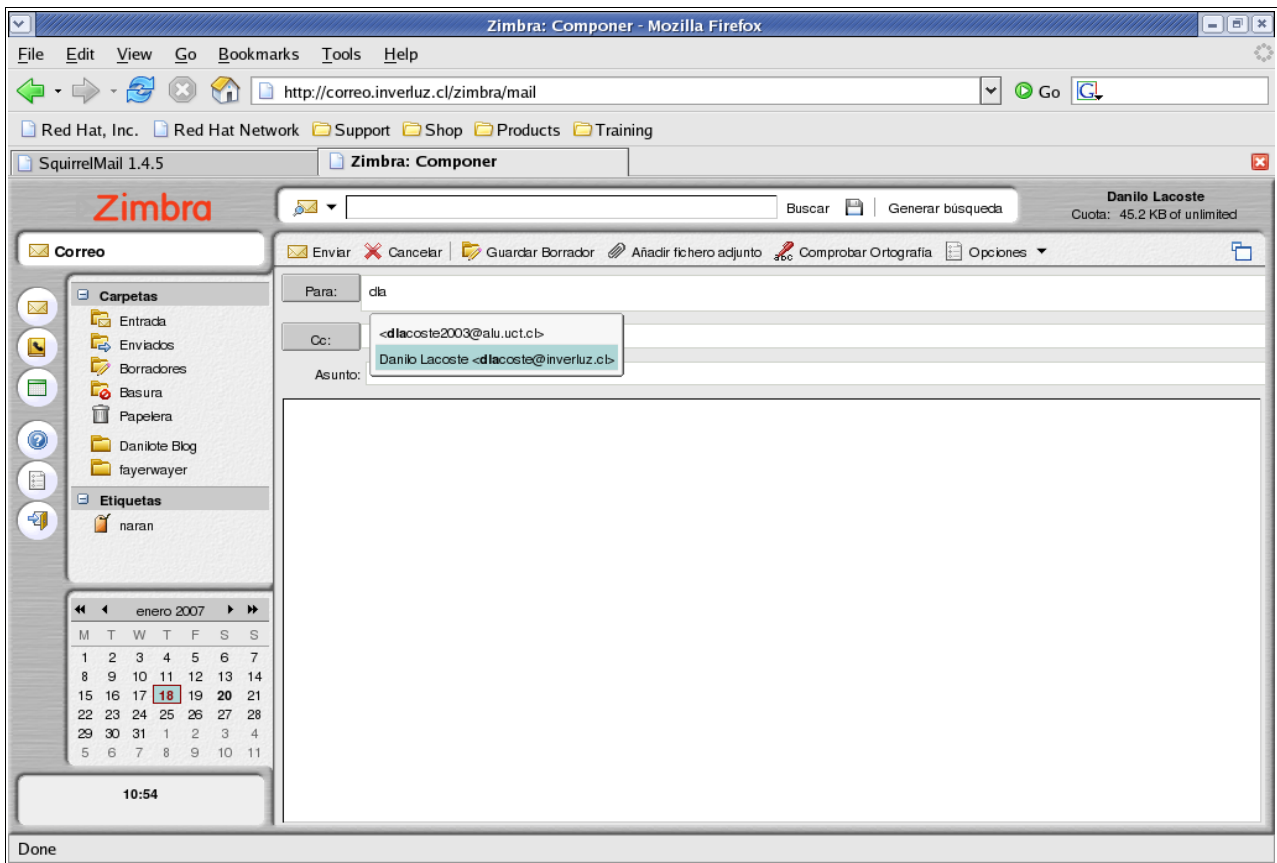 Zimbra: Componer - Mozilla Firefox
File Edit View Go Bookmarks Tools Help
http://correo.inverluz.cl/zimbra/mail Go G
Red Hat, Inc. Red Hat Network Support Shop Products Training
SquirrelMail 1.4.5 Zimbra: Componer
Zimbra Buscar Generar búsqueda Danilo Lacoste
Cuota: 45.2 KB of unlimited
Correo Enviar Cancelar Guardar Borrador Añadir fichero adjunto abc Comprobar Ortografía Opciones
Carpetas
Entrada
Enviados
Borradores
Basura
Papelera
Danilote Blog
fayerwayer
Etiquetas
naran
Para: dla
Cc:
<dlacoste2003@alu.uct.cl>
Danilo Lacoste <dlacoste@inverluz.cl>
Asunto:
enero 2007
M T W T F S S
1 2 3 4 5 6 7
8 9 10 11 12 13 14
15 16 17 18 19 20 21
22 23 24 25 26 27 28
29 30 31 1 2 3 4
5 6 7 8 9 10 11
10:54
Done